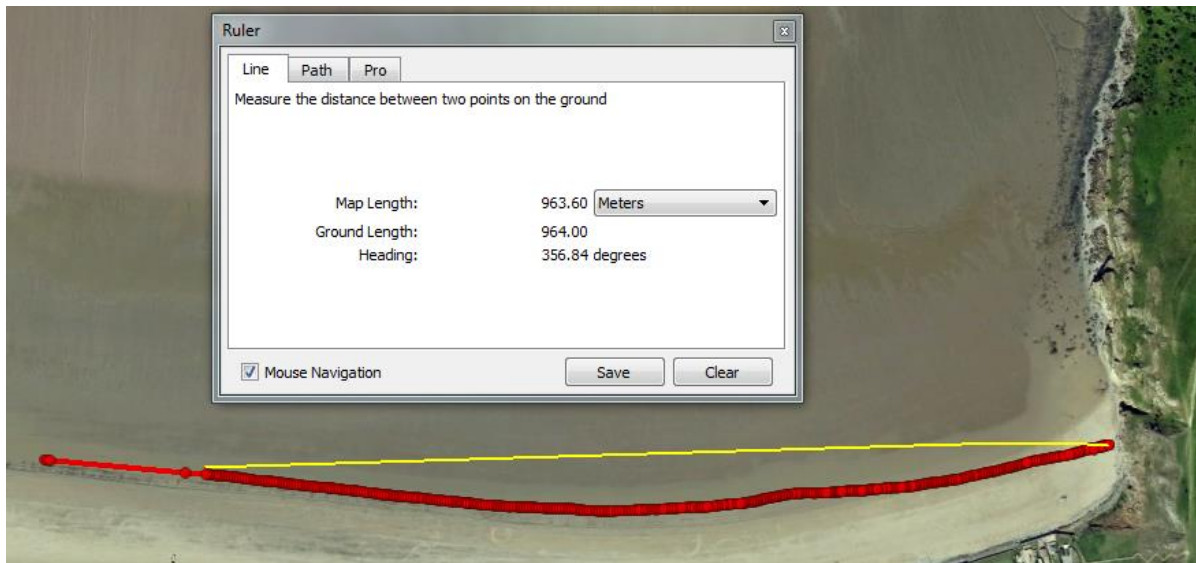 Ruler
Line Path Pro
Measure the distance between two points on the ground
Map Length: 963.60 Meters
Ground Length: 964.00
Heading: 356.84 degrees
Mouse Navigation Save Clear